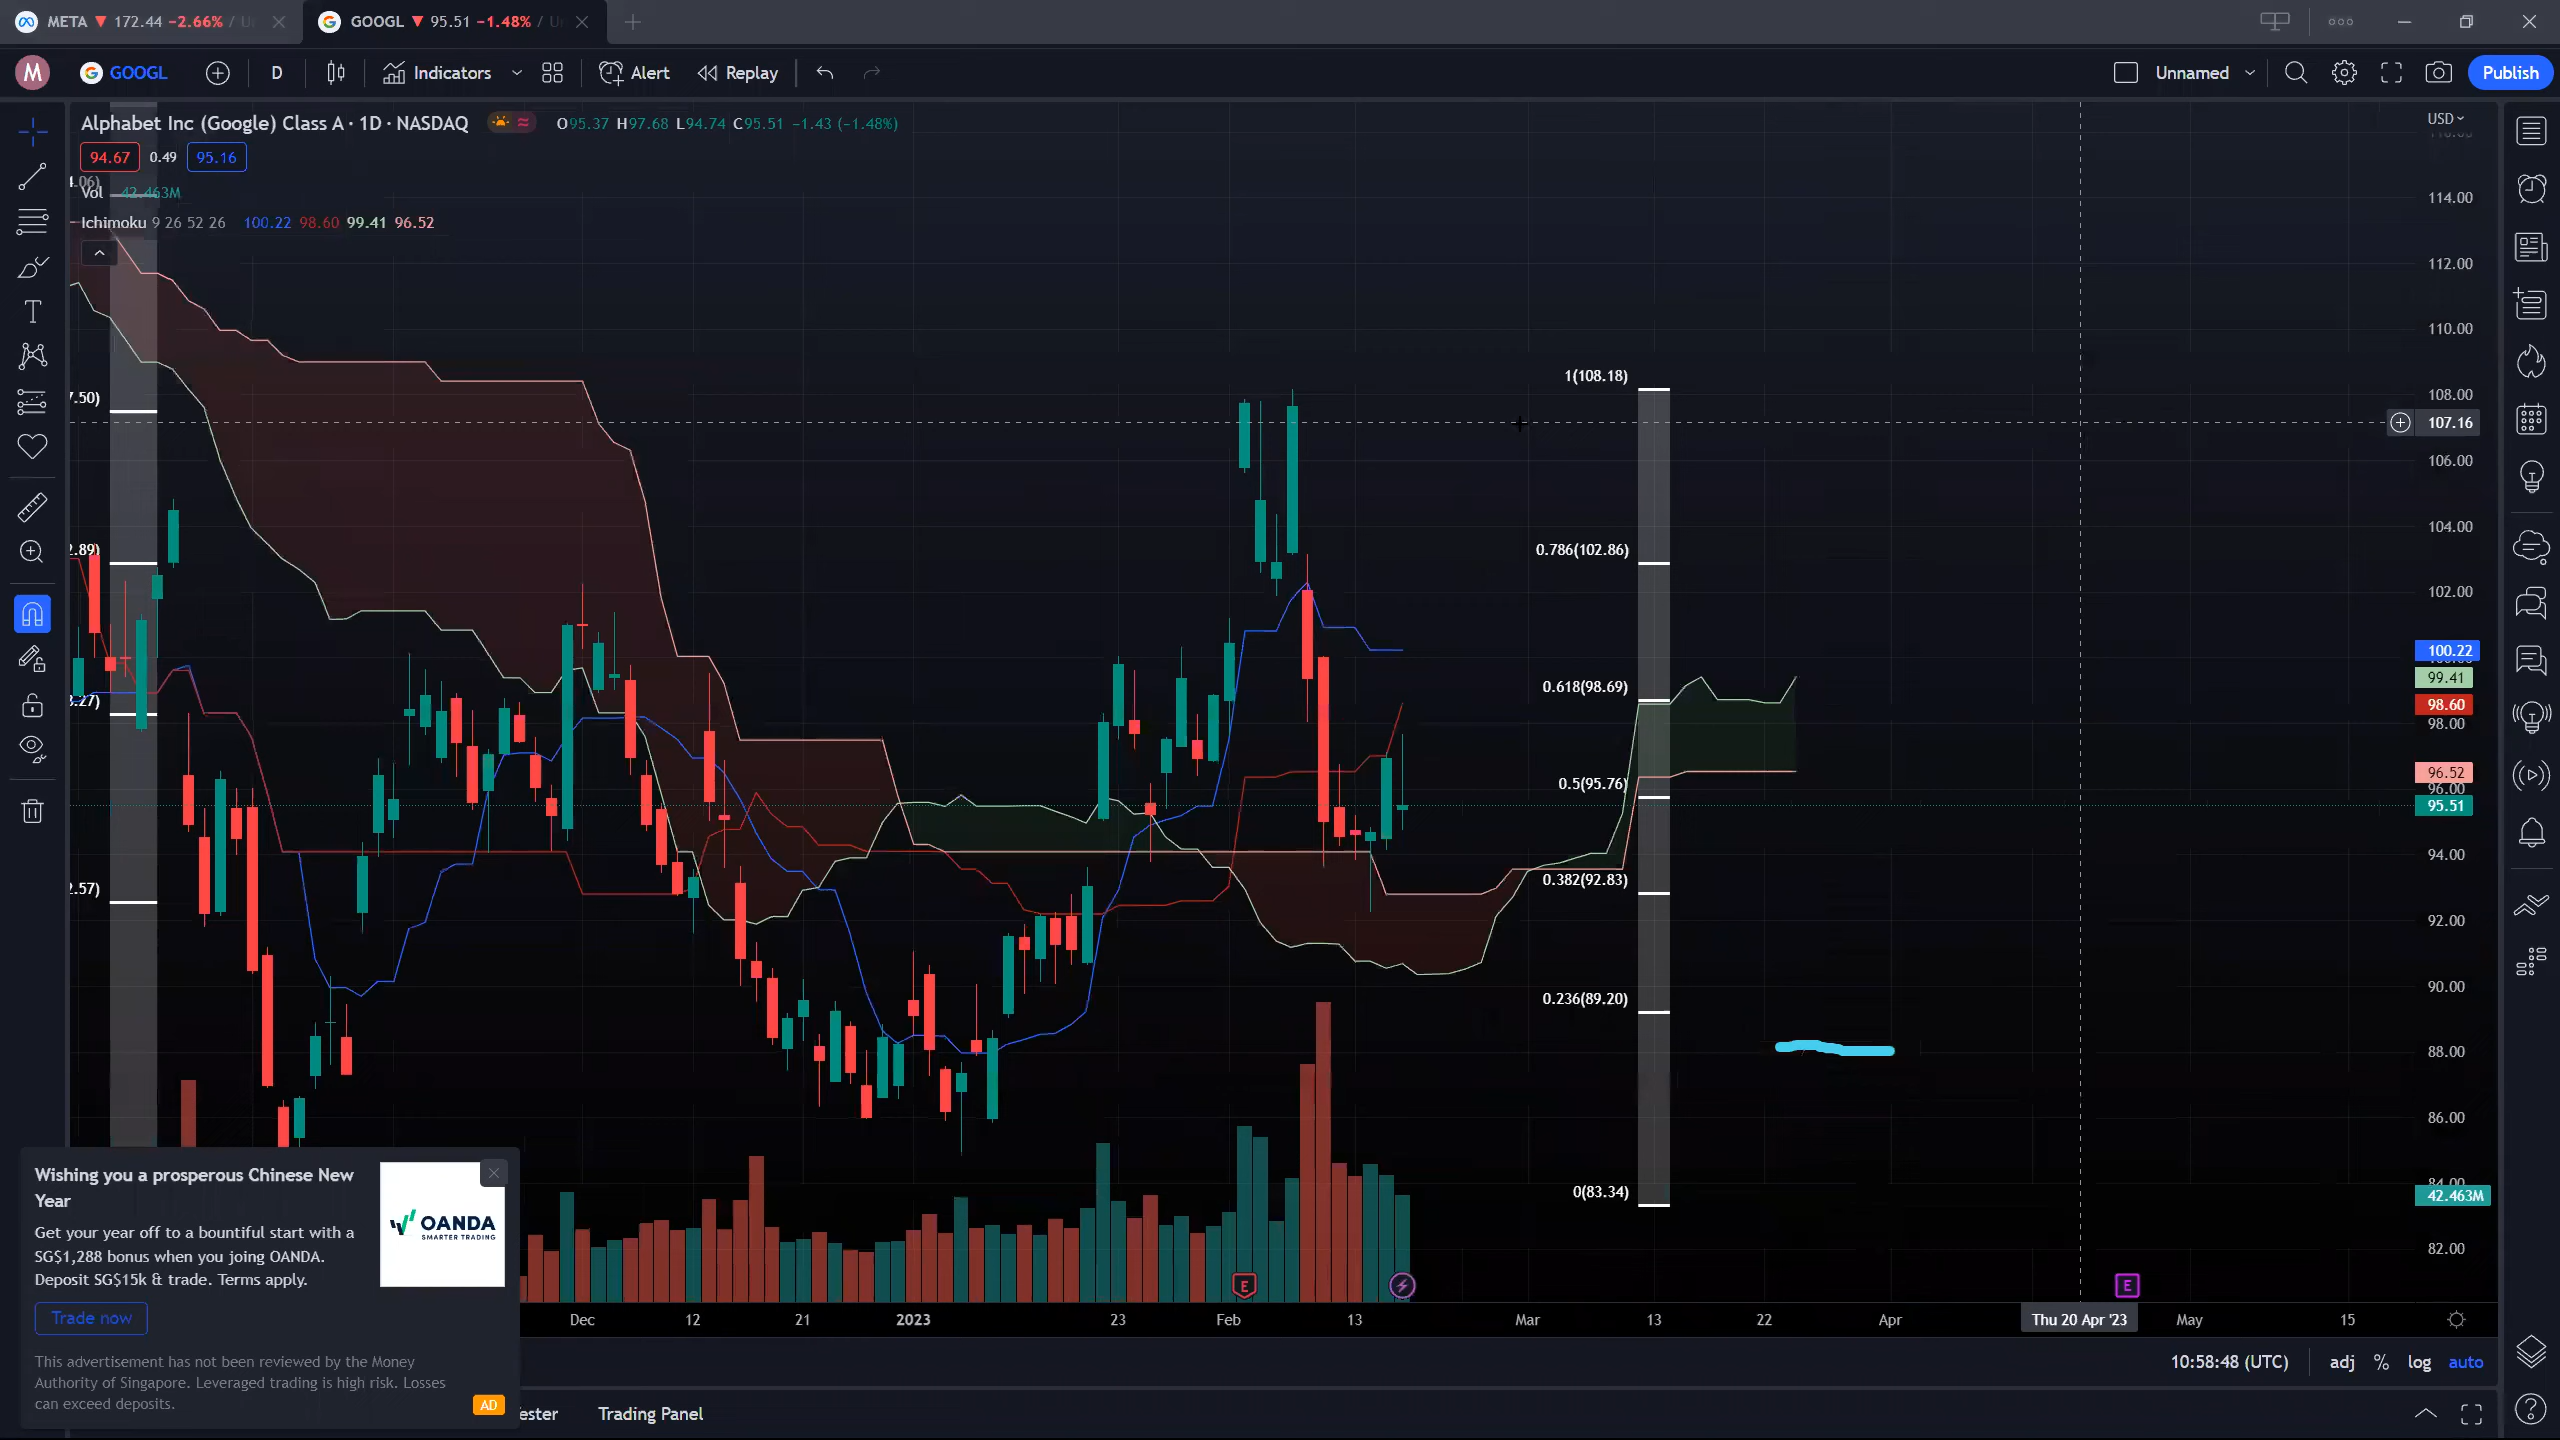 META ▼ 172.44 −2.66% / U
GOOGL ▼ 95.51 −1.48% / U
M
GOOGL
D
Indicators
Alert
Replay
Unnamed
Publish
Alphabet Inc (Google) Class A · 1D · NASDAQ
O95.37 H97.68 L94.74 C95.51 −1.43 (−1.48%)
USD
94.67 0.49 95.16
Vol 42.463M
Ichimoku 9 26 52 26 100.22 98.60 99.41 96.52
114.00
112.00
110.00
108.00
107.16
106.00
104.00
102.00
100.22
99.41
98.60
98.00
96.52
96.00
95.51
94.00
92.00
90.00
88.00
86.00
84.00
42.463M
82.00
1(108.18)
0.786(102.86)
0.618(98.69)
0.5(95.76)
0.382(92.83)
0.236(89.20)
0(83.34)
7.50)
2.89)
3.27)
2.57)
E
E
Dec 12 21 2023 23 Feb 13 Mar 13 22 Apr Thu 20 Apr '23 May 15
Wishing you a prosperous Chinese New
Year
Get your year off to a bountiful start with a
SG$1,288 bonus when you joing OANDA.
Deposit SG$15k & trade. Terms apply.
OANDA
SMARTER TRADING
Trade now
This advertisement has not been reviewed by the Money
Authority of Singapore. Leveraged trading is high risk. Losses
can exceed deposits.
AD
10:58:48 (UTC) adj % log auto
ester
Trading Panel